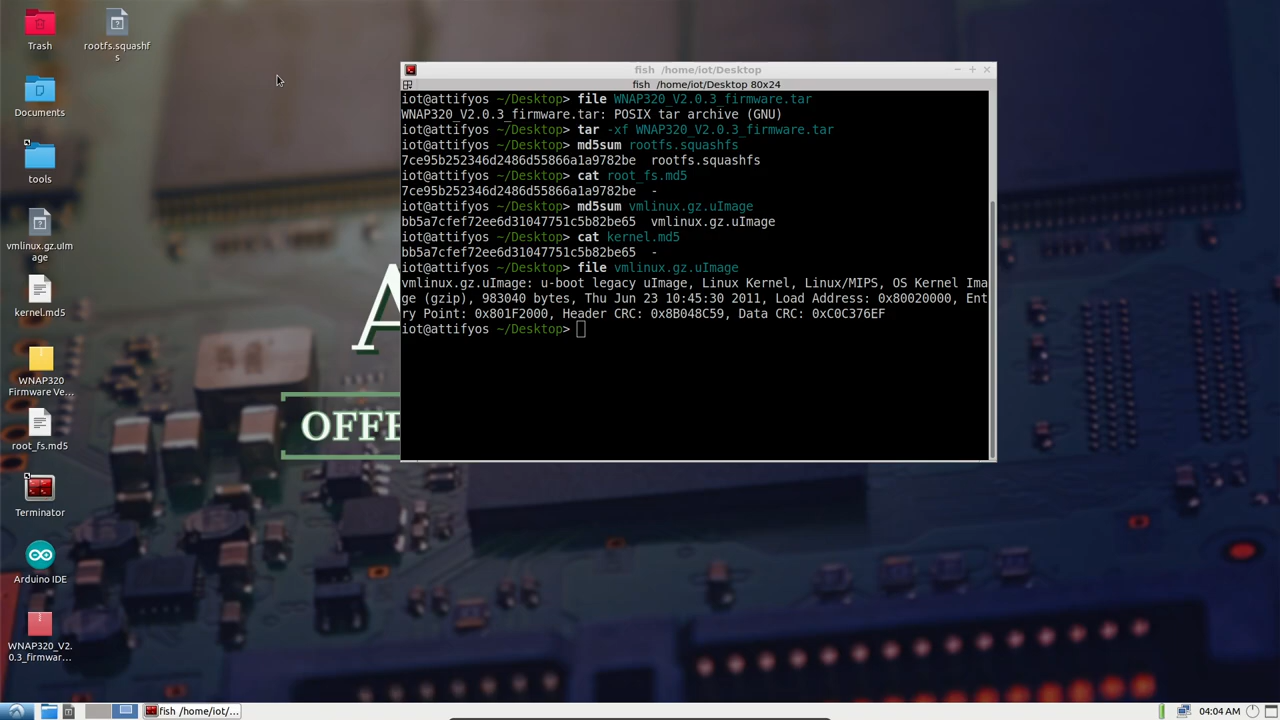 Trash
rootfs.squashf
s
Documents
tools
vmlinux.gz.uIm
age
kernel.md5
WNAP320
Firmware Ve...
root_fs.md5
Terminator
Arduino IDE
WNAP320_V2.
0.3_firmwar...
A
OFFE
fish  /home/iot/Desktop
fish  /home/iot/Desktop 80x24
iot@attifyos ~/Desktop> file WNAP320_V2.0.3_firmware.tar
WNAP320_V2.0.3_firmware.tar: POSIX tar archive (GNU)
iot@attifyos ~/Desktop> tar -xf WNAP320_V2.0.3_firmware.tar
iot@attifyos ~/Desktop> md5sum rootfs.squashfs
7ce95b252346d2486d55866a1a9782be  rootfs.squashfs
iot@attifyos ~/Desktop> cat root_fs.md5
7ce95b252346d2486d55866a1a9782be  -
iot@attifyos ~/Desktop> md5sum vmlinux.gz.uImage
bb5a7cfef72ee6d31047751c5b82be65  vmlinux.gz.uImage
iot@attifyos ~/Desktop> cat kernel.md5
bb5a7cfef72ee6d31047751c5b82be65  -
iot@attifyos ~/Desktop> file vmlinux.gz.uImage
vmlinux.gz.uImage: u-boot legacy uImage, Linux Kernel, Linux/MIPS, OS Kernel Ima
ge (gzip), 983040 bytes, Thu Jun 23 10:45:30 2011, Load Address: 0x80020000, Ent
ry Point: 0x801F2000, Header CRC: 0x8B048C59, Data CRC: 0xC0C376EF
iot@attifyos ~/Desktop>
fish /home/iot/...
04:04 AM